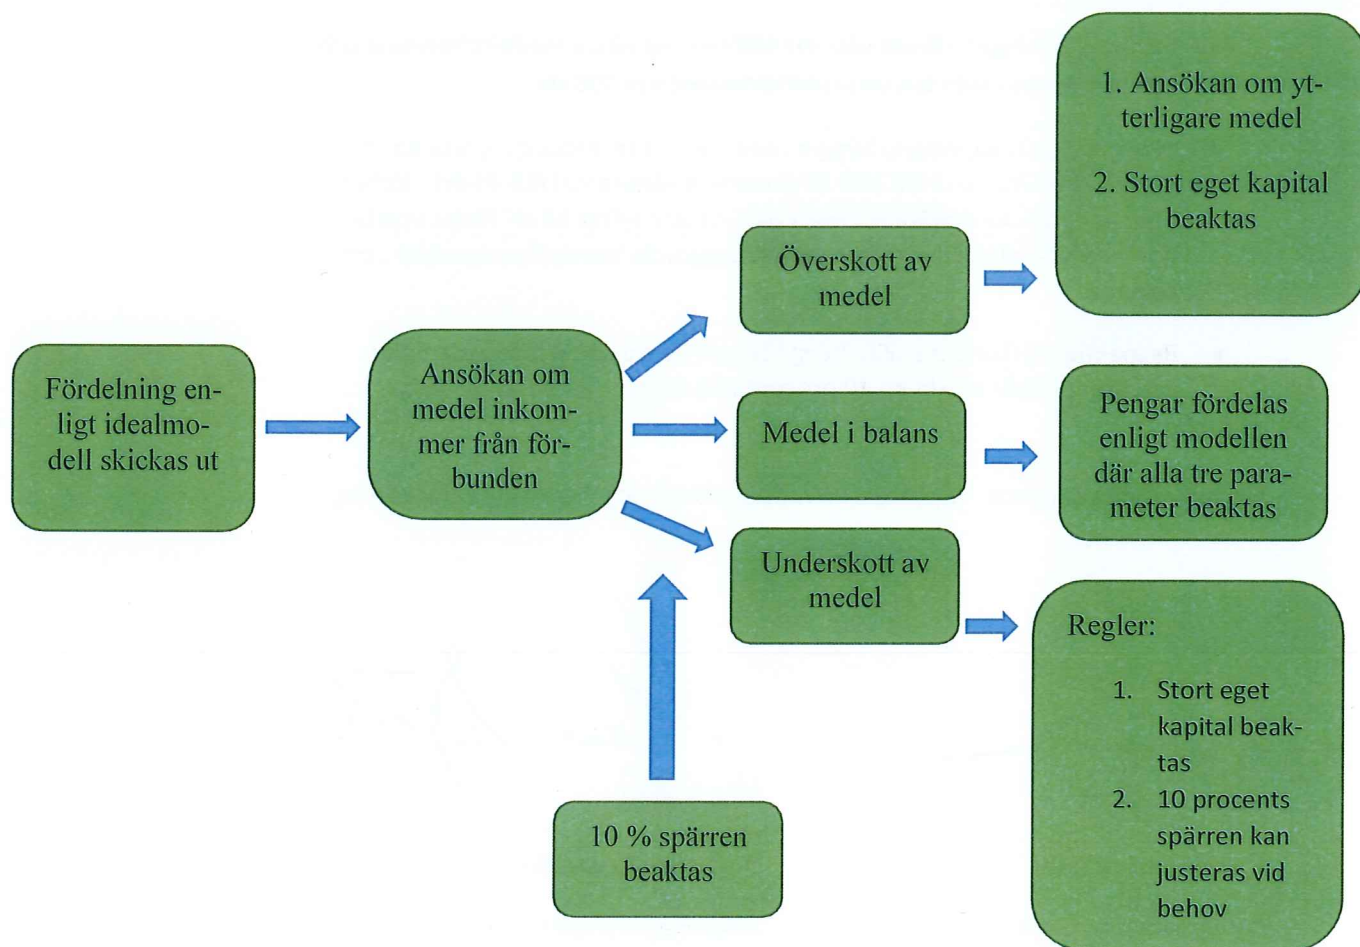 Fördelning en-
ligt idealmo-
dell skickas ut
Ansökan om
medel inkom-
mer från för-
bunden
10 % spärren
beaktas
Överskott av
medel
Medel i balans
Underskott av
medel
1. Ansökan om yt-
terligare medel
2. Stort eget kapital
beaktas
Pengar fördelas
enligt modellen
där alla tre para-
meter beaktas
Regler:
1. Stort eget
kapital beak-
tas
2. 10 procents
spärren kan
justeras vid
behov